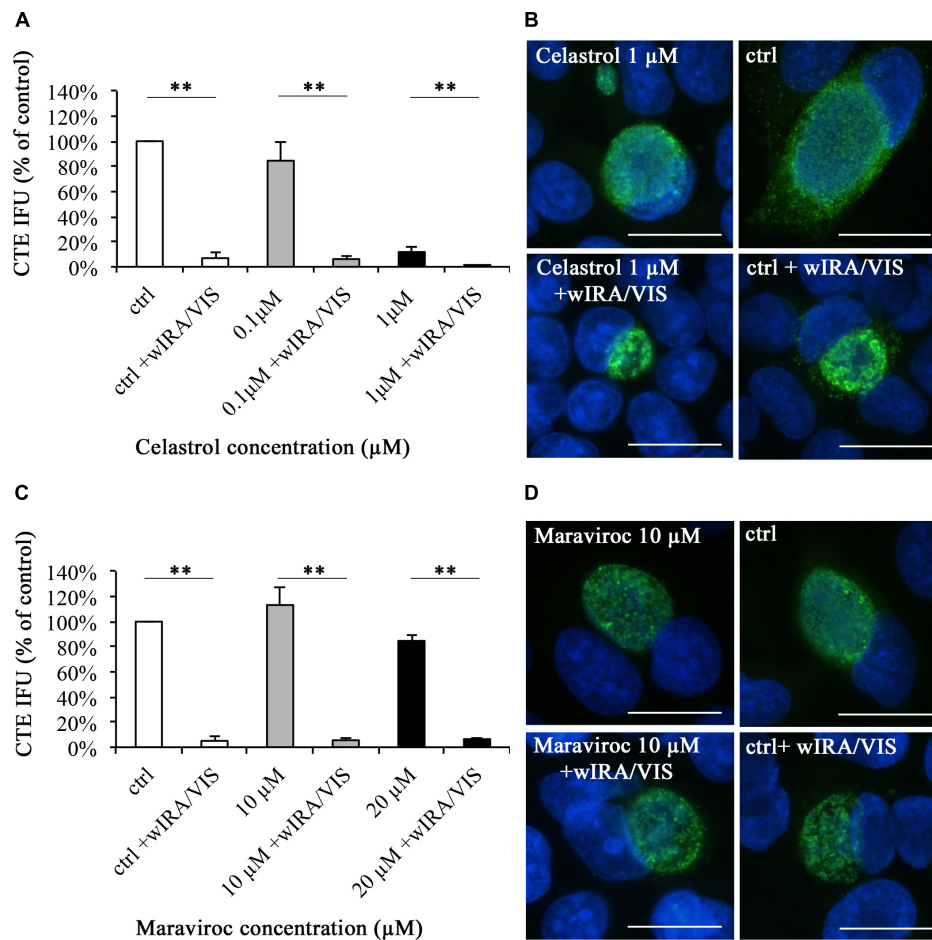 A
CTE IFU (% of control)
140%
120%
100%
80%
60%
40%
20%
0%
** ** **
ctrl
ctrl +wIRA/VIS
0.1µM
0.1µM +wIRA/VIS
1µM
1µM +wIRA/VIS
Celastrol concentration (µM)
B
Celastrol 1 µM
ctrl
Celastrol 1 µM
+wIRA/VIS
ctrl + wIRA/VIS
C
CTE IFU (% of control)
140%
120%
100%
80%
60%
40%
20%
0%
** ** **
ctrl
ctrl +wIRA/VIS
10 µM
10 µM +wIRA/VIS
20 µM
20 µM +wIRA/VIS
Maraviroc concentration (µM)
D
Maraviroc 10 µM
ctrl
Maraviroc 10 µM
+wIRA/VIS
ctrl+ wIRA/VIS